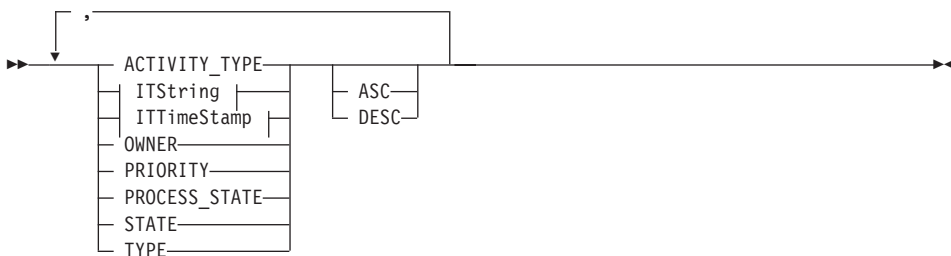 ,
ACTIVITY_TYPE
ITString
ASC
ITTimeStamp
DESC
OWNER
PRIORITY
PROCESS_STATE
STATE
TYPE